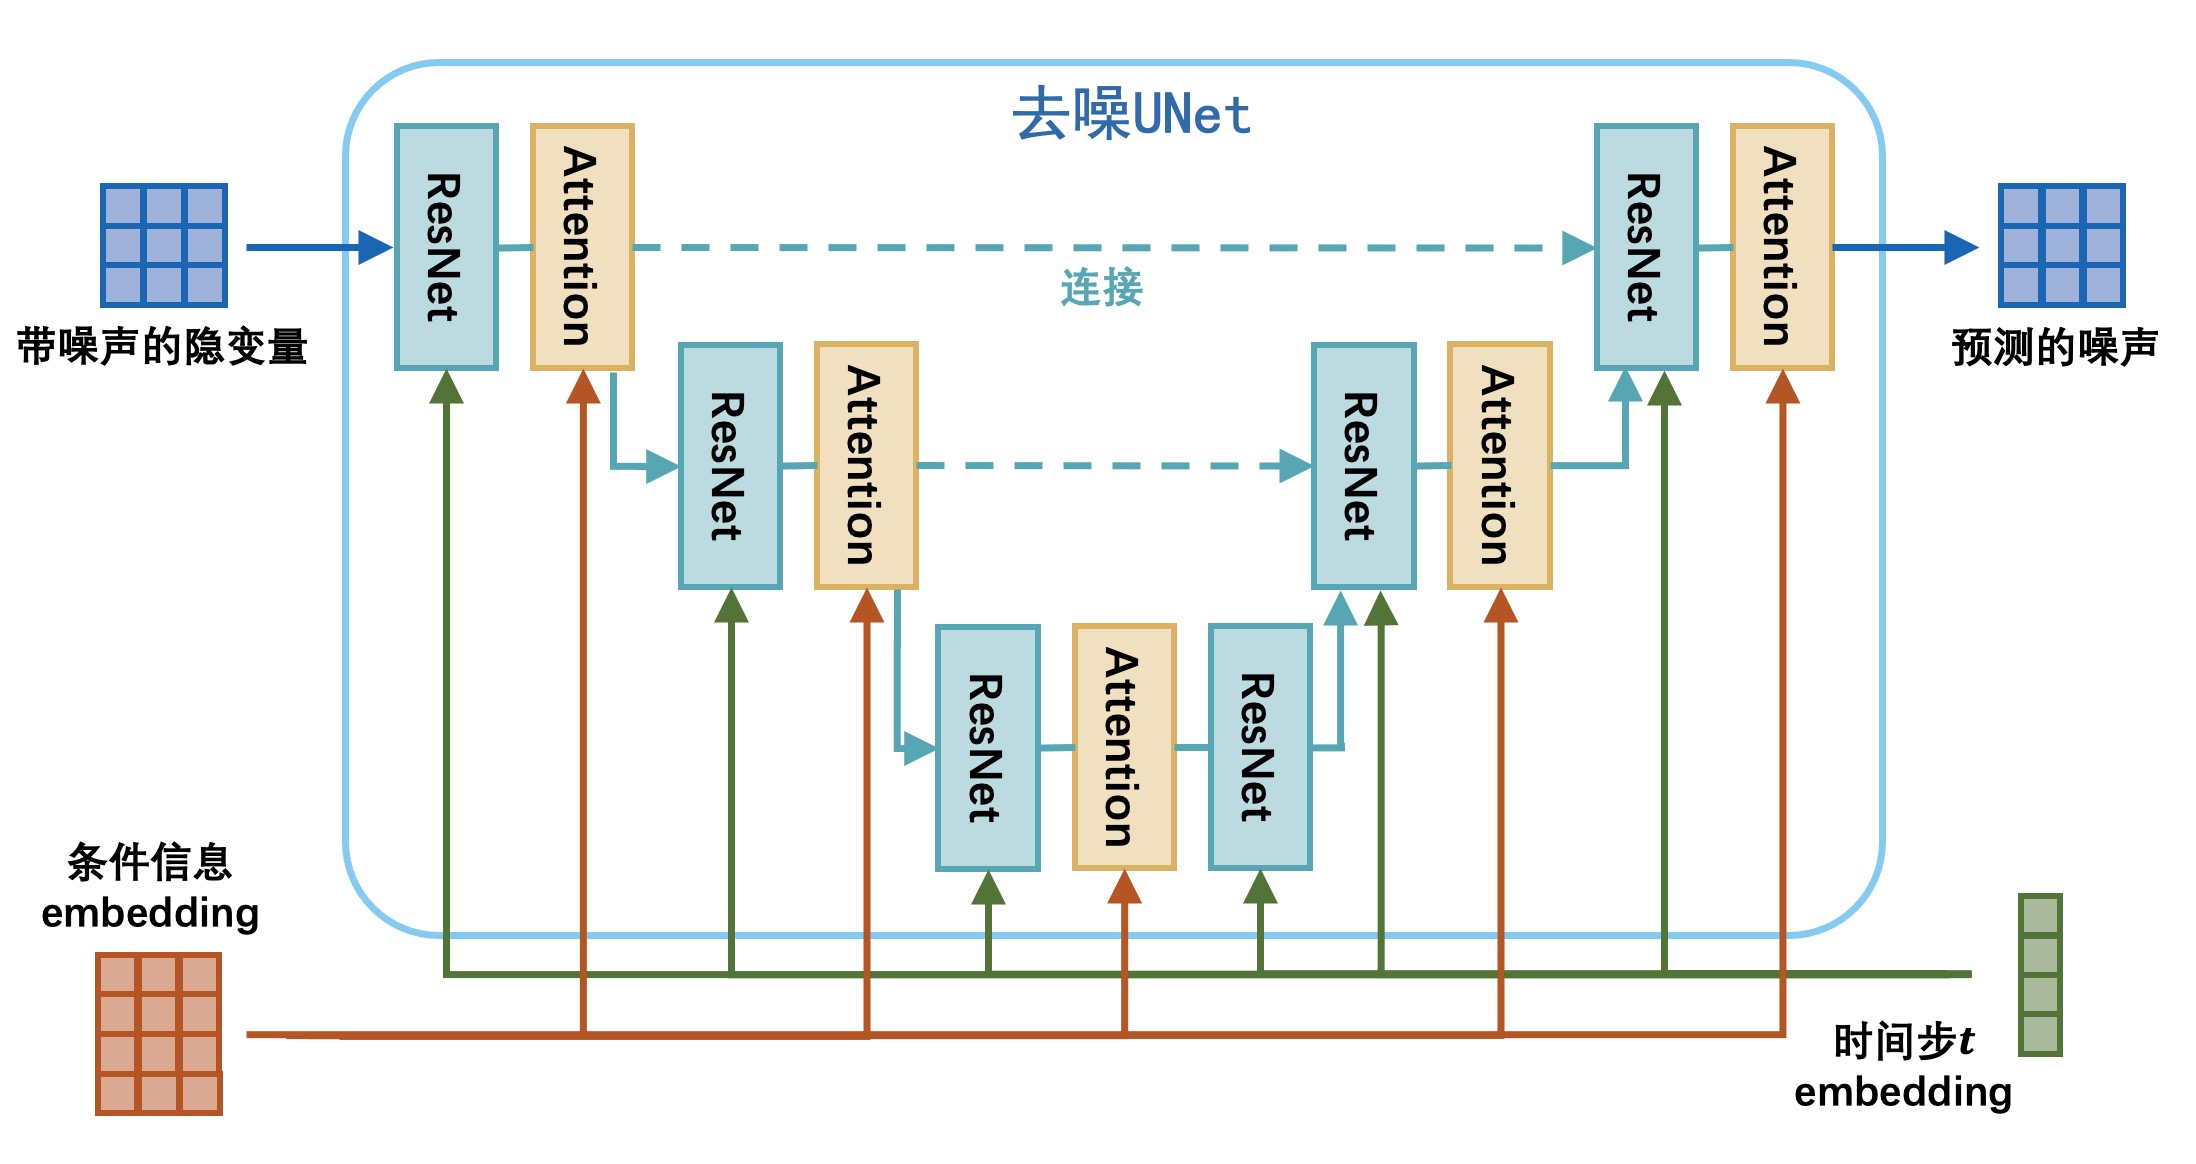 去噪UNet
ResNet
Attention
ResNet
Attention
连接
带噪声的隐变量
预测的噪声
ResNet
Attention
ResNet
Attention
ResNet
Attention
ResNet
条件信息
embedding
时间步t
embedding